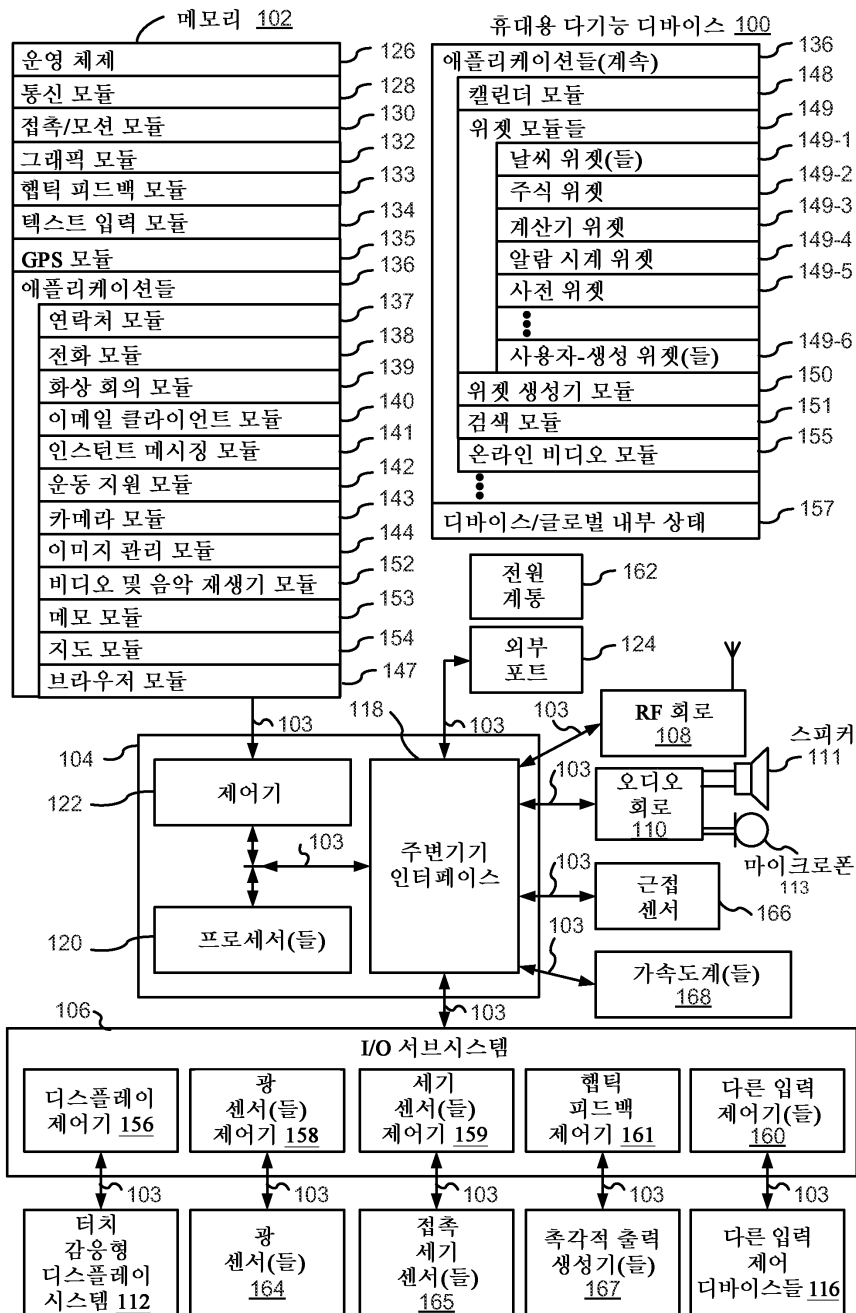 메모리 102
운영 체제 126
통신 모듈 128
접촉/모션 모듈 130
그래픽 모듈 132
햅틱 피드백 모듈 133
텍스트 입력 모듈 134
GPS 모듈 135
애플리케이션들 136
연락처 모듈 137
전화 모듈 138
화상 회의 모듈 139
이메일 클라이언트 모듈 140
인스턴트 메시징 모듈 141
운동 지원 모듈 142
카메라 모듈 143
이미지 관리 모듈 144
비디오 및 음악 재생기 모듈 152
메모 모듈 153
지도 모듈 154
브라우저 모듈 147
휴대용 다기능 디바이스 100
애플리케이션들(계속) 136
캘린더 모듈 148
위젯 모듈들 149
날씨 위젯(들) 149-1
주식 위젯 149-2
계산기 위젯 149-3
알람 시계 위젯 149-4
사전 위젯 149-5
사용자-생성 위젯(들) 149-6
위젯 생성기 모듈 150
검색 모듈 151
온라인 비디오 모듈 155
디바이스/글로벌 내부 상태 157
전원
계통
162
외부
포트
124
103
118
103
103
RF 회로
108
스피커
111
104
122
제어기
103
오디오
회로
110
마이크로폰
113
103
주변기기
인터페이스
103
근접
센서
166
120
프로세서(들)
103
가속도계(들)
168
103
106
I/O 서브시스템
디스플레이
제어기 156
광
센서(들)
제어기 158
세기
센서(들)
제어기 159
햅틱
피드백
제어기 161
다른 입력
제어기(들)
160
103
103
103
103
103
터치
감응형
디스플레이
시스템 112
광
센서(들)
164
접촉
세기
센서(들)
165
촉각적 출력
생성기(들)
167
다른 입력
제어
디바이스들 116